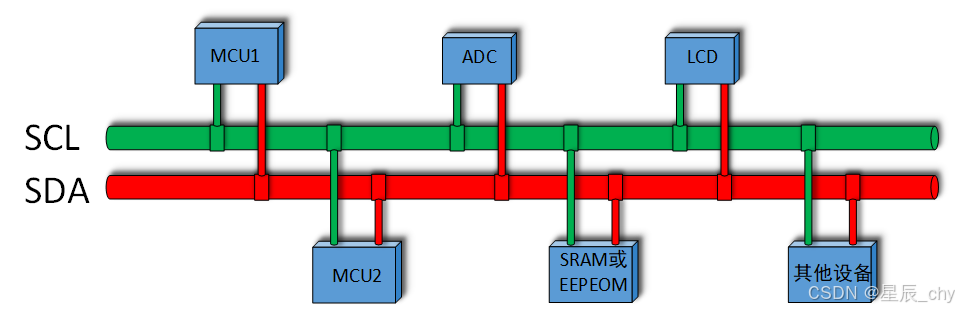 MCU1
ADC
LCD
SCL
SDA
MCU2
SRAM或
EEPEOM
其他设备
CSDN @星辰_chy